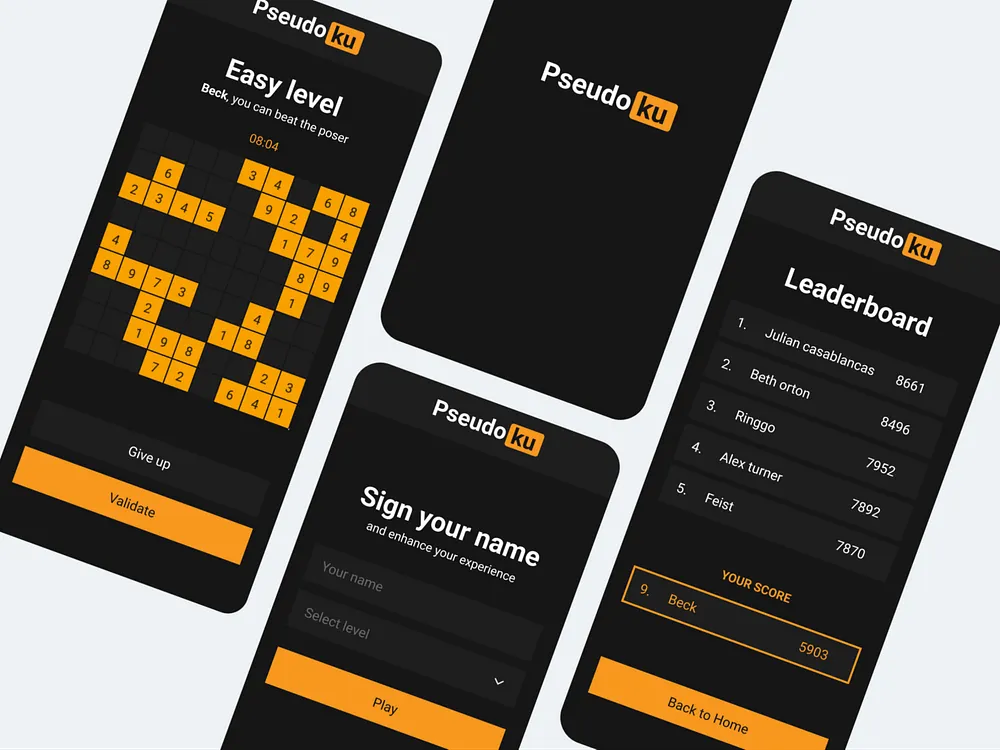 Pseudoku
Easy level
Beck, you can beat the poser
08:04
3 4 6 8
6 9 2 4
2 3 4 5 1 7 9
8 9
4 1
8 9 7 3 4
2 1 8
1 9 8 2 3
7 2 6 4 1
Give up
Validate
Pseudoku
Pseudoku
Sign your name
and enhance your experience
Your name
Select level
Play
Pseudoku
Leaderboard
1. Julian casablancas 8661
2. Beth orton 8496
3. Ringgo 7952
4. Alex turner 7892
5. Feist 7870
YOUR SCORE
9. Beck 5903
Back to Home